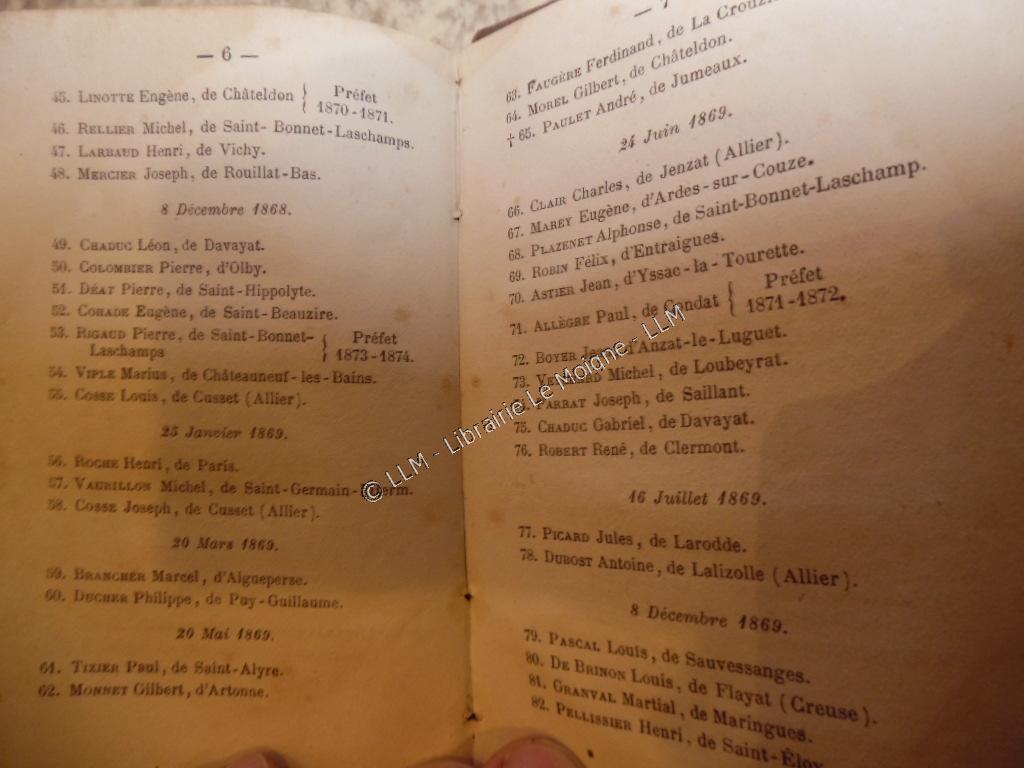 — 6 —
45. LINOTTE Engène, de Châteldon } Préfet
{ 1870-1871.
46. RELLIER Michel, de Saint-Bonnet-Laschamps.
47. LARBAUD Henri, de Vichy.
48. MERCIER Joseph, de Rouillat-Bas.
8 Décembre 1868.
49. CHADUC Léon, de Davayat.
50. COLOMBIER Pierre, d'Olby.
51. DÉAT Pierre, de Saint-Hippolyte.
52. COHADE Eugène, de Saint-Beauzire.
53. RIGAUD Pierre, de Saint-Bonnet- } Préfet
Laschamps { 1873-1874.
54. VIPLE Marius, de Châteauneuf-les-Bains.
55. COSSE Louis, de Cusset (Allier).
25 Janvier 1869.
56. ROCHE Henri, de Paris.
57. VAURILLON Michel, de Saint-Germain-
58. COSSE Joseph, de Cusset (Allier).
20 Mars 1869.
59. BRANCHER Marcel, d'Aigueperse.
60. DUCHER Philippe, de Puy-Guillaume.
20 Mai 1869.
61. TIZIER Paul, de Saint-Alyre.
62. MONNET Gilbert, d'Artonne.
— 7
63. FAUGÈRE Ferdinand, de La
64. MOREL Gilbert, de Châteldon.
† 65. PAULET André, de Jumeaux.
24 Juin 1869.
66. CLAIR Charles, de Jenzat (Allier).
67. MAREY Eugène, d'Ardes-sur-Couze.
68. PLAZENET Alphonse, de Saint-Bonnet-Laschamp.
69. ROBIN Félix, d'Entraigues.
70. ASTIER Jean, d'Yssac-la-Tourette.
71. ALLÈGRE Paul, de Condat { Préfet
1871-1872.
72. BOYER d'Anzat-le-Luguet.
73. Michel, de Loubeyrat.
PARRAT Joseph, de Saillant.
75. CHADUC Gabriel, de Davayat.
76. ROBERT René, de Clermont.
16 Juillet 1869.
77. PICARD Jules, de Larodde.
78. DUBOST Antoine, de Lalizolle (Allier).
8 Décembre 1869.
79. PASCAL Louis, de Sauvessanges.
80. DE BRINON Louis, de Flayat (Creuse).
81. GRANVAL Martial, de Maringues.
82. PELLISSIER Henri, de Saint-Éloy
© LLM - Librairie Le Moigne - LLM